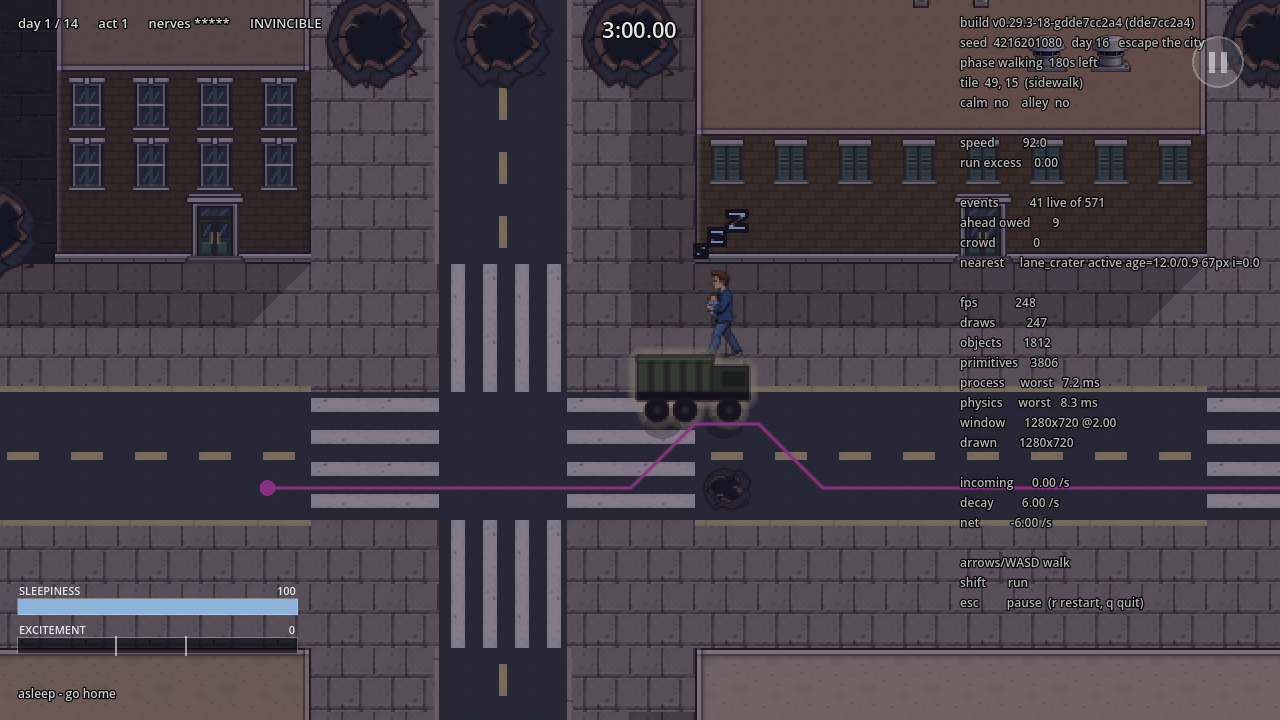 day 1 / 14 act 1 nerves ***** INVINCIBLE
3:00.00
build v0.29.3-18-gdde7cc2a4 (dde7cc2a4)
seed 4216201080 day 16 escape the city
phase walking 180s left
tile 49, 15 (sidewalk)
calm no alley no
speed 92.0
run excess 0.00
events 41 live of 571
ahead owed 9
crowd 0
nearest lane_crater active age=12.0/0.9 67px i=0.0
fps 248
draws 247
objects 1812
primitives 3806
process worst 7.2 ms
physics worst 8.3 ms
window 1280x720 @2.00
drawn 1280x720
incoming 0.00 /s
decay 6.00 /s
net -6.00 /s
arrows/WASD walk
shift run
esc pause (r restart, q quit)
z z Z
SLEEPINESS 100
EXCITEMENT 0
asleep - go home